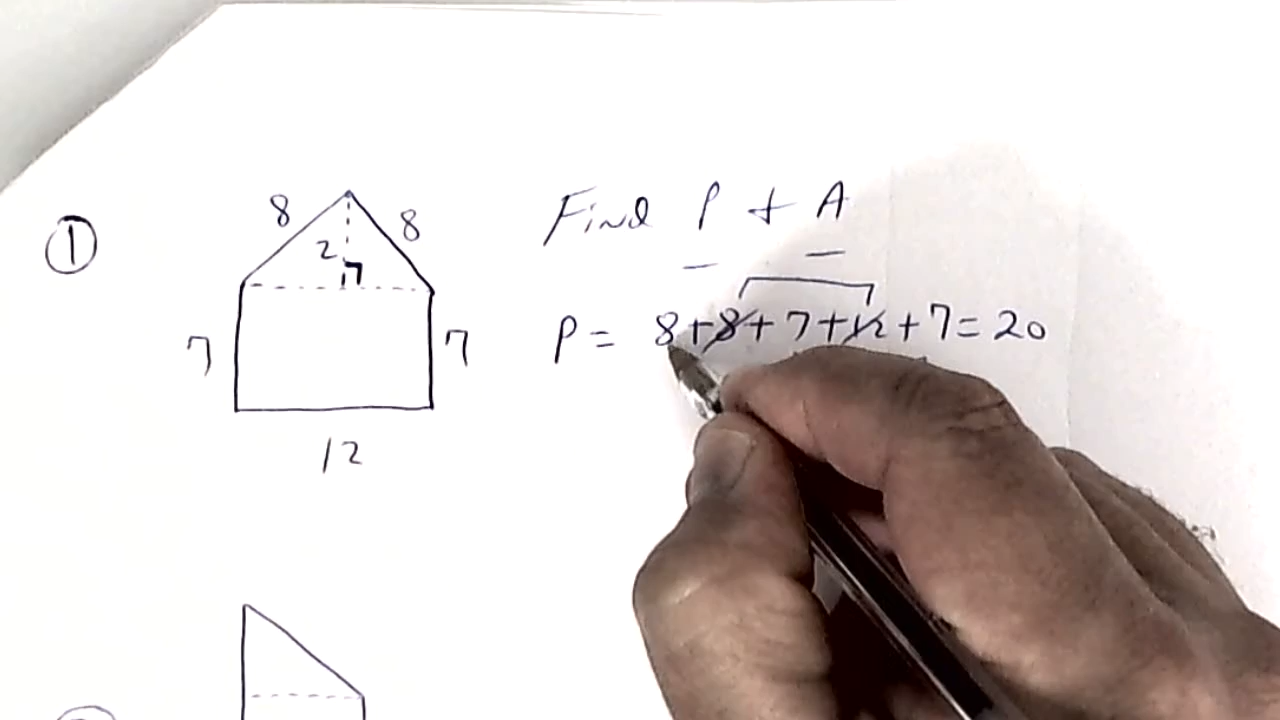 ① Find P + A
8 8
2
7 7
P = 8+8+7+12+7=20
12